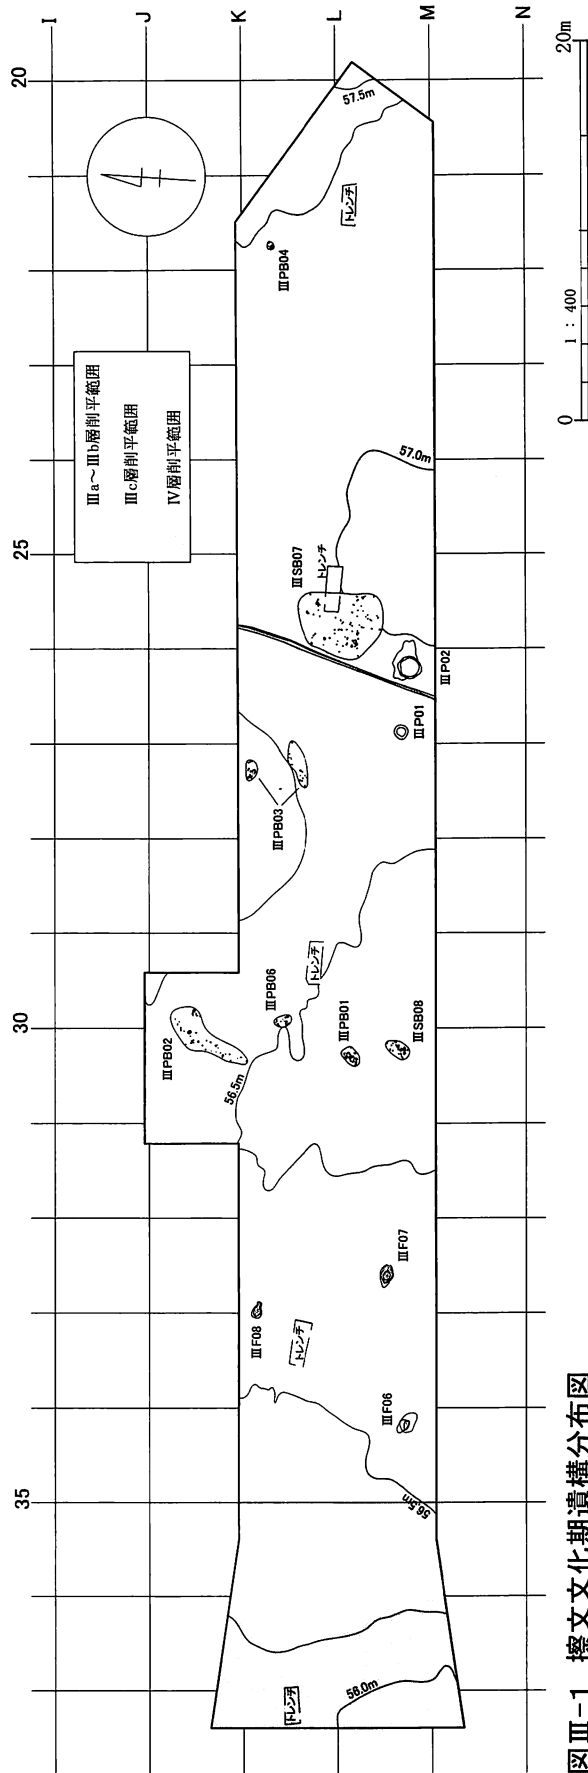 I
J
K
L
M
N
20
25
30
35
Ⅲa～Ⅲb層削平範囲
Ⅲc層削平範囲
Ⅳ層削平範囲
57.5m
トレンチ
ⅢPB04
57.0m
ⅢSB07
トレンチ
ⅢP02
ⅢP01
ⅢPB03
トレンチ
ⅢPB06
ⅢPB02
56.5m
ⅢPB01
ⅢSB08
ⅢF07
ⅢF08
トレンチ
ⅢF06
56.5m
トレンチ
56.0m
0 1：400 20m
図Ⅲ-1 擦文文化期遺構分布図